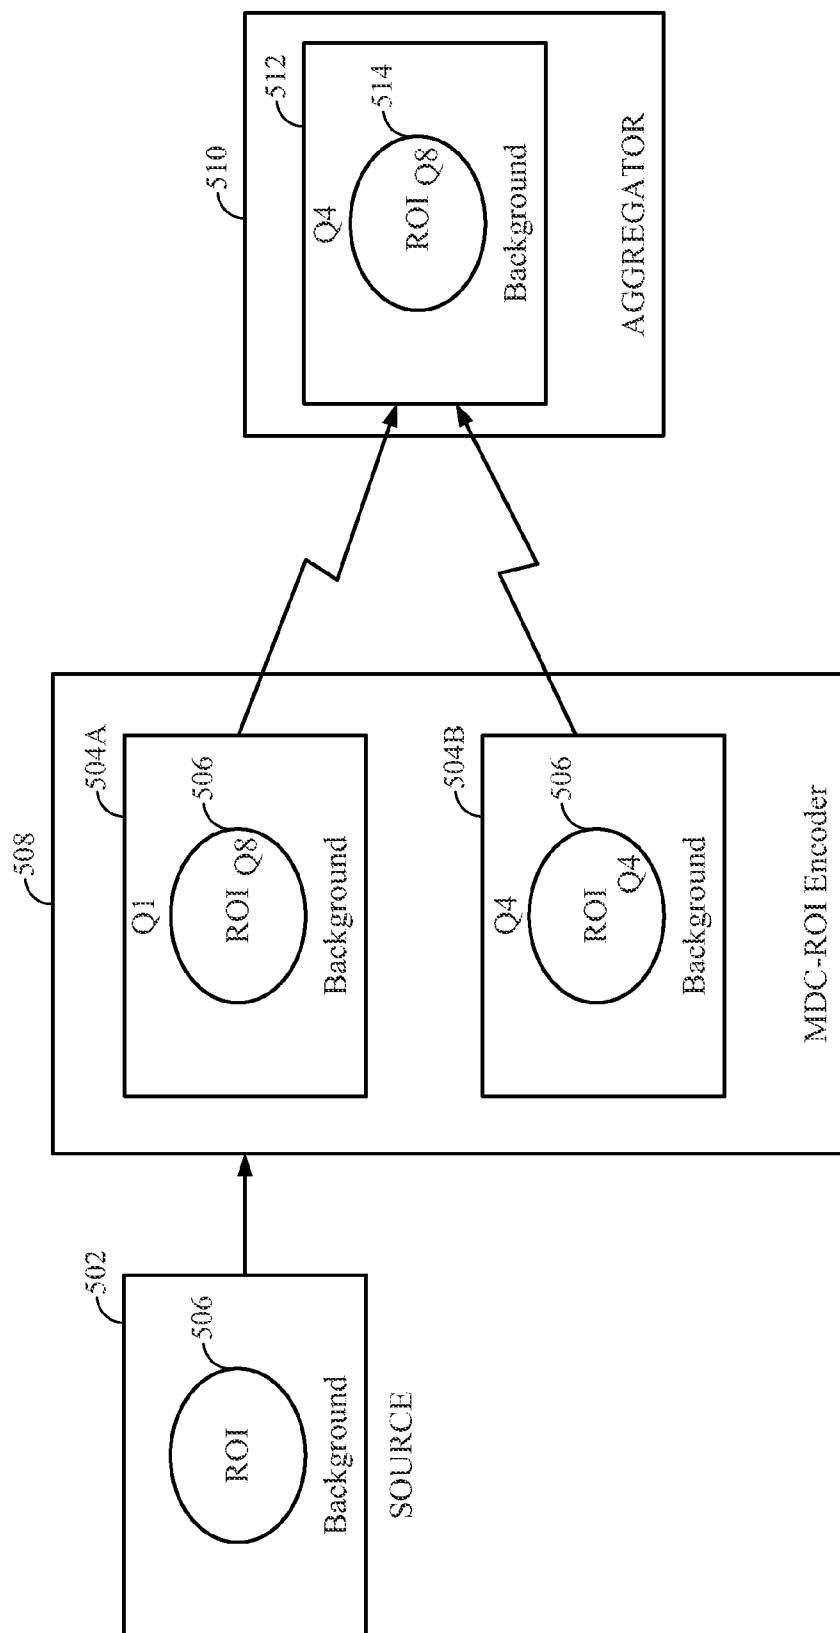 502
506
ROI
Background
SOURCE
508
504A
Q1
506
ROI
Q8
Background
504B
Q4
506
ROI
Q4
Background
MDC-ROI Encoder
510
512
Q4
514
ROI
Q8
Background
AGGREGATOR